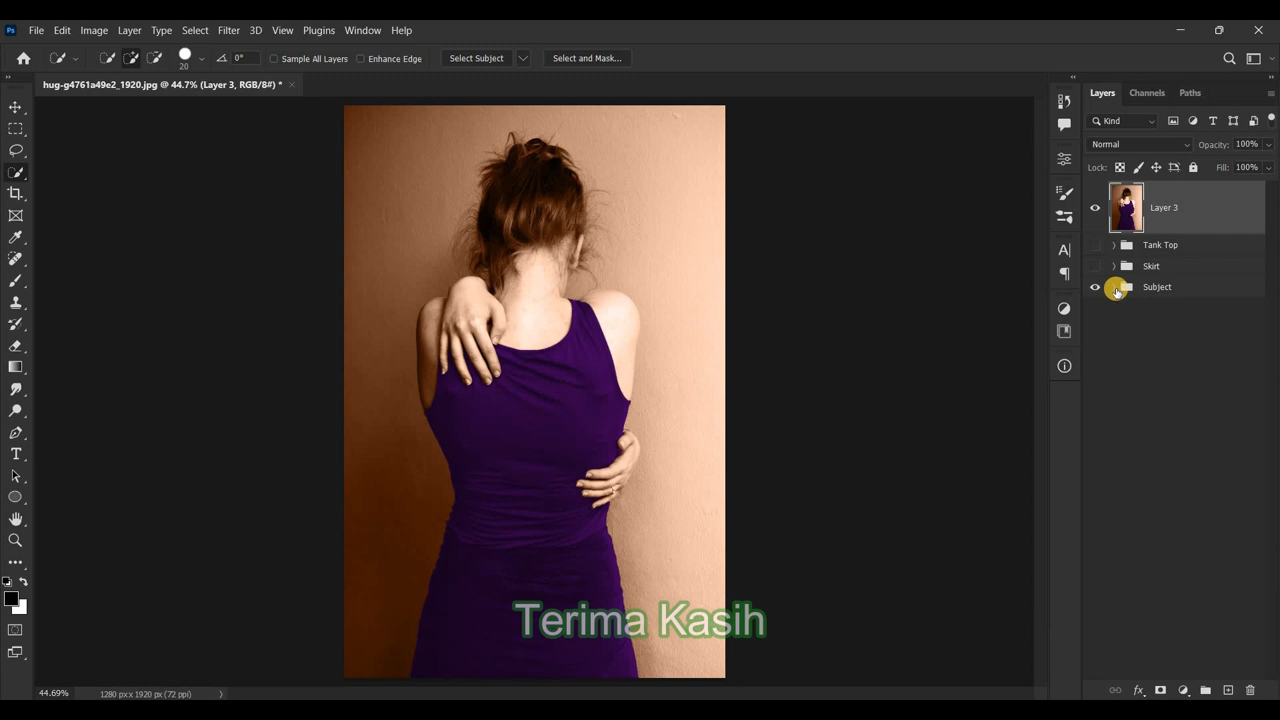 Ps File Edit Image Layer Type Select Filter 3D View Plugins Window Help
20 0° Sample All Layers Enhance Edge Select Subject Select and Mask...
hug-g4761a49e2_1920.jpg @ 44.7% (Layer 3, RGB/8#) *
Layers Channels Paths
Kind
Normal Opacity: 100%
Lock: Fill: 100%
Layer 3
Tank Top
Skirt
Subject
Terima Kasih
44.69% 1280 px x 1920 px (72 ppi)